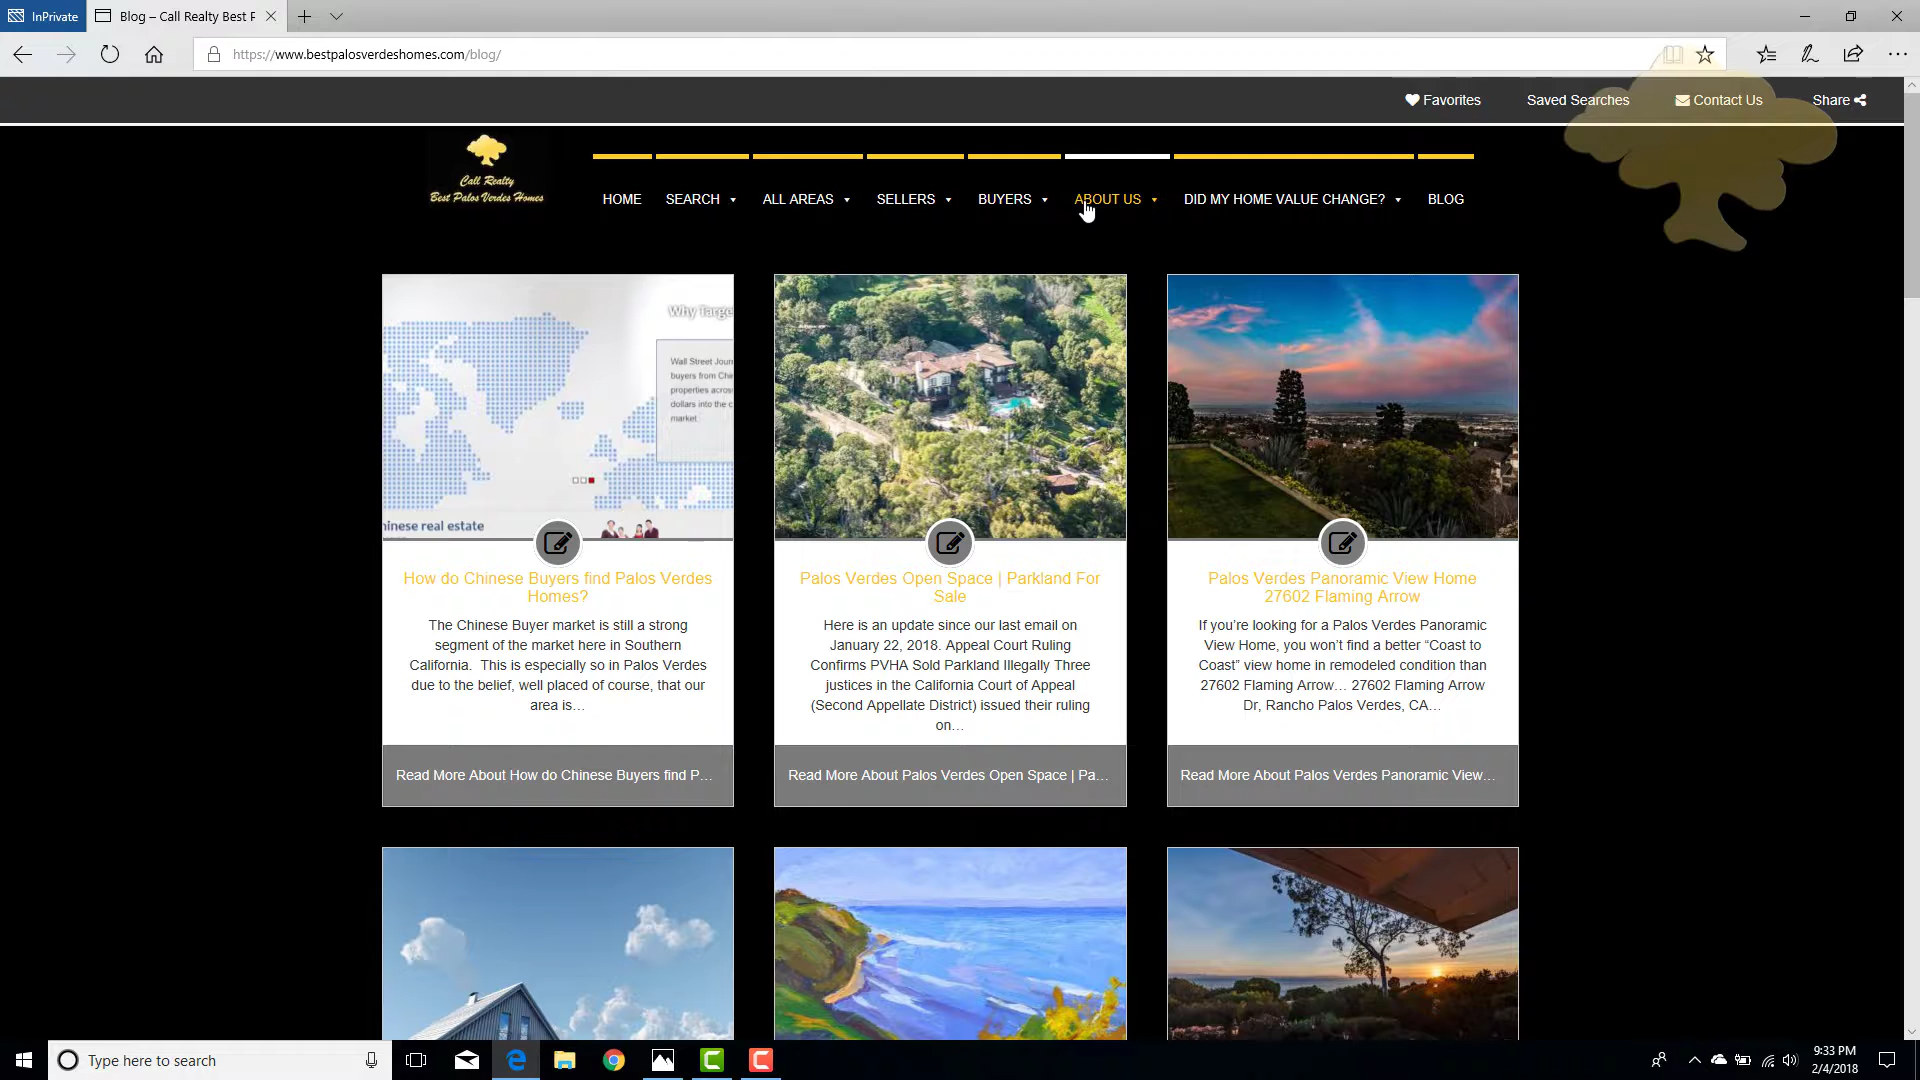 InPrivate
Blog – Call Realty Best P
https://www.bestpalosverdeshomes.com/blog/
Favorites
Saved Searches
Contact Us
Share
Call Realty
Best Palos Verdes Homes
HOME
SEARCH
ALL AREAS
SELLERS
BUYERS
ABOUT US
DID MY HOME VALUE CHANGE?
BLOG
Why Targe
Wall Street Jour
buyers from Chi
properties acros
dollars into the c
market
hinese real estate
How do Chinese Buyers find Palos Verdes
Homes?
The Chinese Buyer market is still a strong
segment of the market here in Southern
California.  This is especially so in Palos Verdes
due to the belief, well placed of course, that our
area is…
Read More About How do Chinese Buyers find P...
Palos Verdes Open Space | Parkland For
Sale
Here is an update since our last email on
January 22, 2018. Appeal Court Ruling
Confirms PVHA Sold Parkland Illegally Three
justices in the California Court of Appeal
(Second Appellate District) issued their ruling
on…
Read More About Palos Verdes Open Space | Pa...
Palos Verdes Panoramic View Home
27602 Flaming Arrow
If you’re looking for a Palos Verdes Panoramic
View Home, you won’t find a better “Coast to
Coast” view home in remodeled condition than
27602 Flaming Arrow… 27602 Flaming Arrow
Dr, Rancho Palos Verdes, CA…
Read More About Palos Verdes Panoramic View...
Type here to search
9:33 PM
2/4/2018